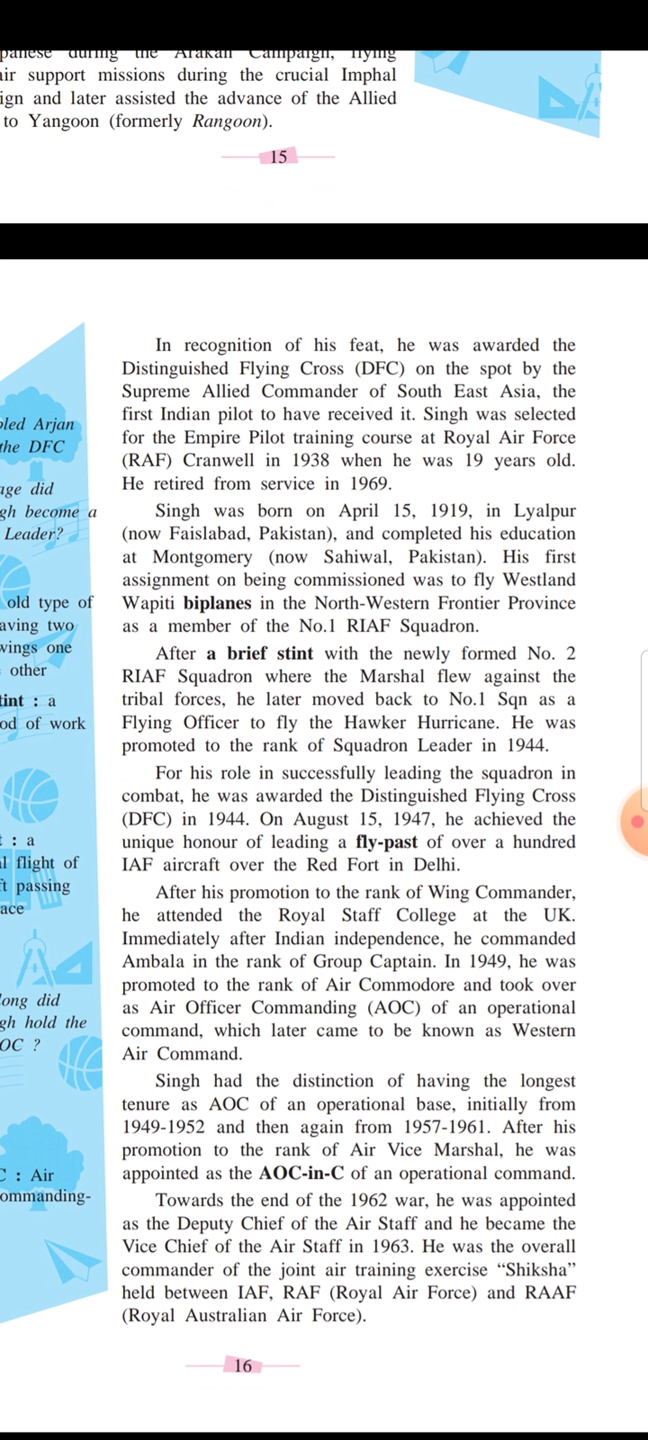 during the Arakan Campaign, flying
air support missions during the crucial Imphal
ign and later assisted the advance of the Allied
to Yangoon (formerly Rangoon).
15
In recognition of his feat, he was awarded the
Distinguished Flying Cross (DFC) on the spot by the
Supreme Allied Commander of South East Asia, the
first Indian pilot to have received it. Singh was selected
for the Empire Pilot training course at Royal Air Force
(RAF) Cranwell in 1938 when he was 19 years old.
He retired from service in 1969.
Singh was born on April 15, 1919, in Lyalpur
(now Faislabad, Pakistan), and completed his education
at Montgomery (now Sahiwal, Pakistan). His first
assignment on being commissioned was to fly Westland
Wapiti biplanes in the North-Western Frontier Province
as a member of the No.1 RIAF Squadron.
After a brief stint with the newly formed No. 2
RIAF Squadron where the Marshal flew against the
tribal forces, he later moved back to No.1 Sqn as a
Flying Officer to fly the Hawker Hurricane. He was
promoted to the rank of Squadron Leader in 1944.
For his role in successfully leading the squadron in
combat, he was awarded the Distinguished Flying Cross
(DFC) in 1944. On August 15, 1947, he achieved the
unique honour of leading a fly-past of over a hundred
IAF aircraft over the Red Fort in Delhi.
After his promotion to the rank of Wing Commander,
he attended the Royal Staff College at the UK.
Immediately after Indian independence, he commanded
Ambala in the rank of Group Captain. In 1949, he was
promoted to the rank of Air Commodore and took over
as Air Officer Commanding (AOC) of an operational
command, which later came to be known as Western
Air Command.
Singh had the distinction of having the longest
tenure as AOC of an operational base, initially from
1949-1952 and then again from 1957-1961. After his
promotion to the rank of Air Vice Marshal, he was
appointed as the AOC-in-C of an operational command.
Towards the end of the 1962 war, he was appointed
as the Deputy Chief of the Air Staff and he became the
Vice Chief of the Air Staff in 1963. He was the overall
commander of the joint air training exercise “Shiksha”
held between IAF, RAF (Royal Air Force) and RAAF
(Royal Australian Air Force).
bled Arjan
the DFC
age did
gh become a
Leader?
old type of
aving two
wings one
other
tint : a
od of work
t : a
al flight of
ft passing
ace
long did
gh hold the
OC ?
C : Air
ommanding-
16